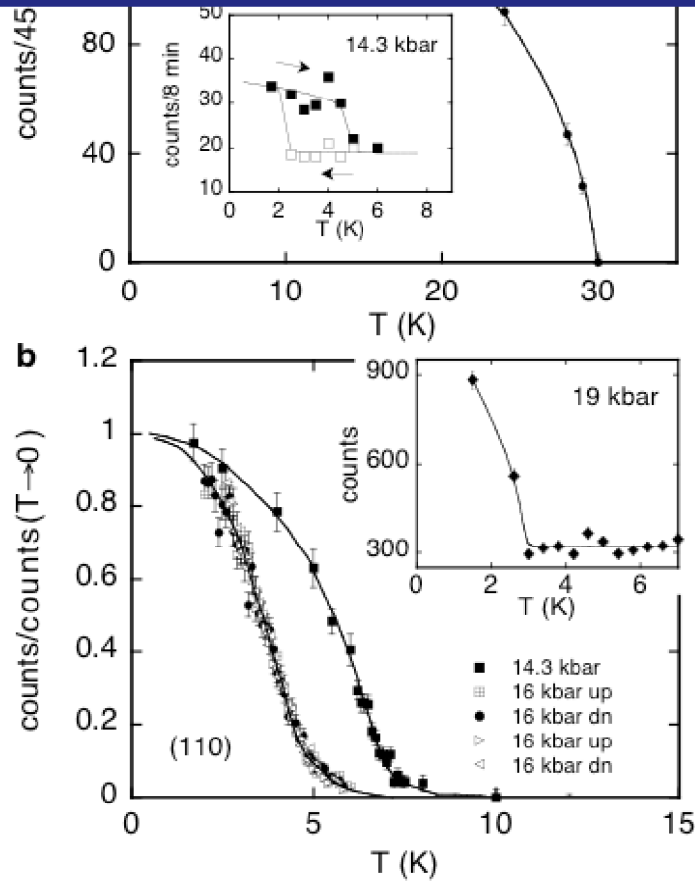 counts/45
80
40
0
0 10 20 30
T (K)
50
40
30
20
10
counts/8 min
14.3 kbar
0 2 4 6 8
T (K)
b
1.2
1
0.8
0.6
0.4
0.2
0
counts/counts(T→0)
900
600
300
counts
19 kbar
0 2 4 6
T (K)
14.3 kbar
16 kbar up
16 kbar dn
16 kbar up
16 kbar dn
(110)
0 5 10 15
T (K)